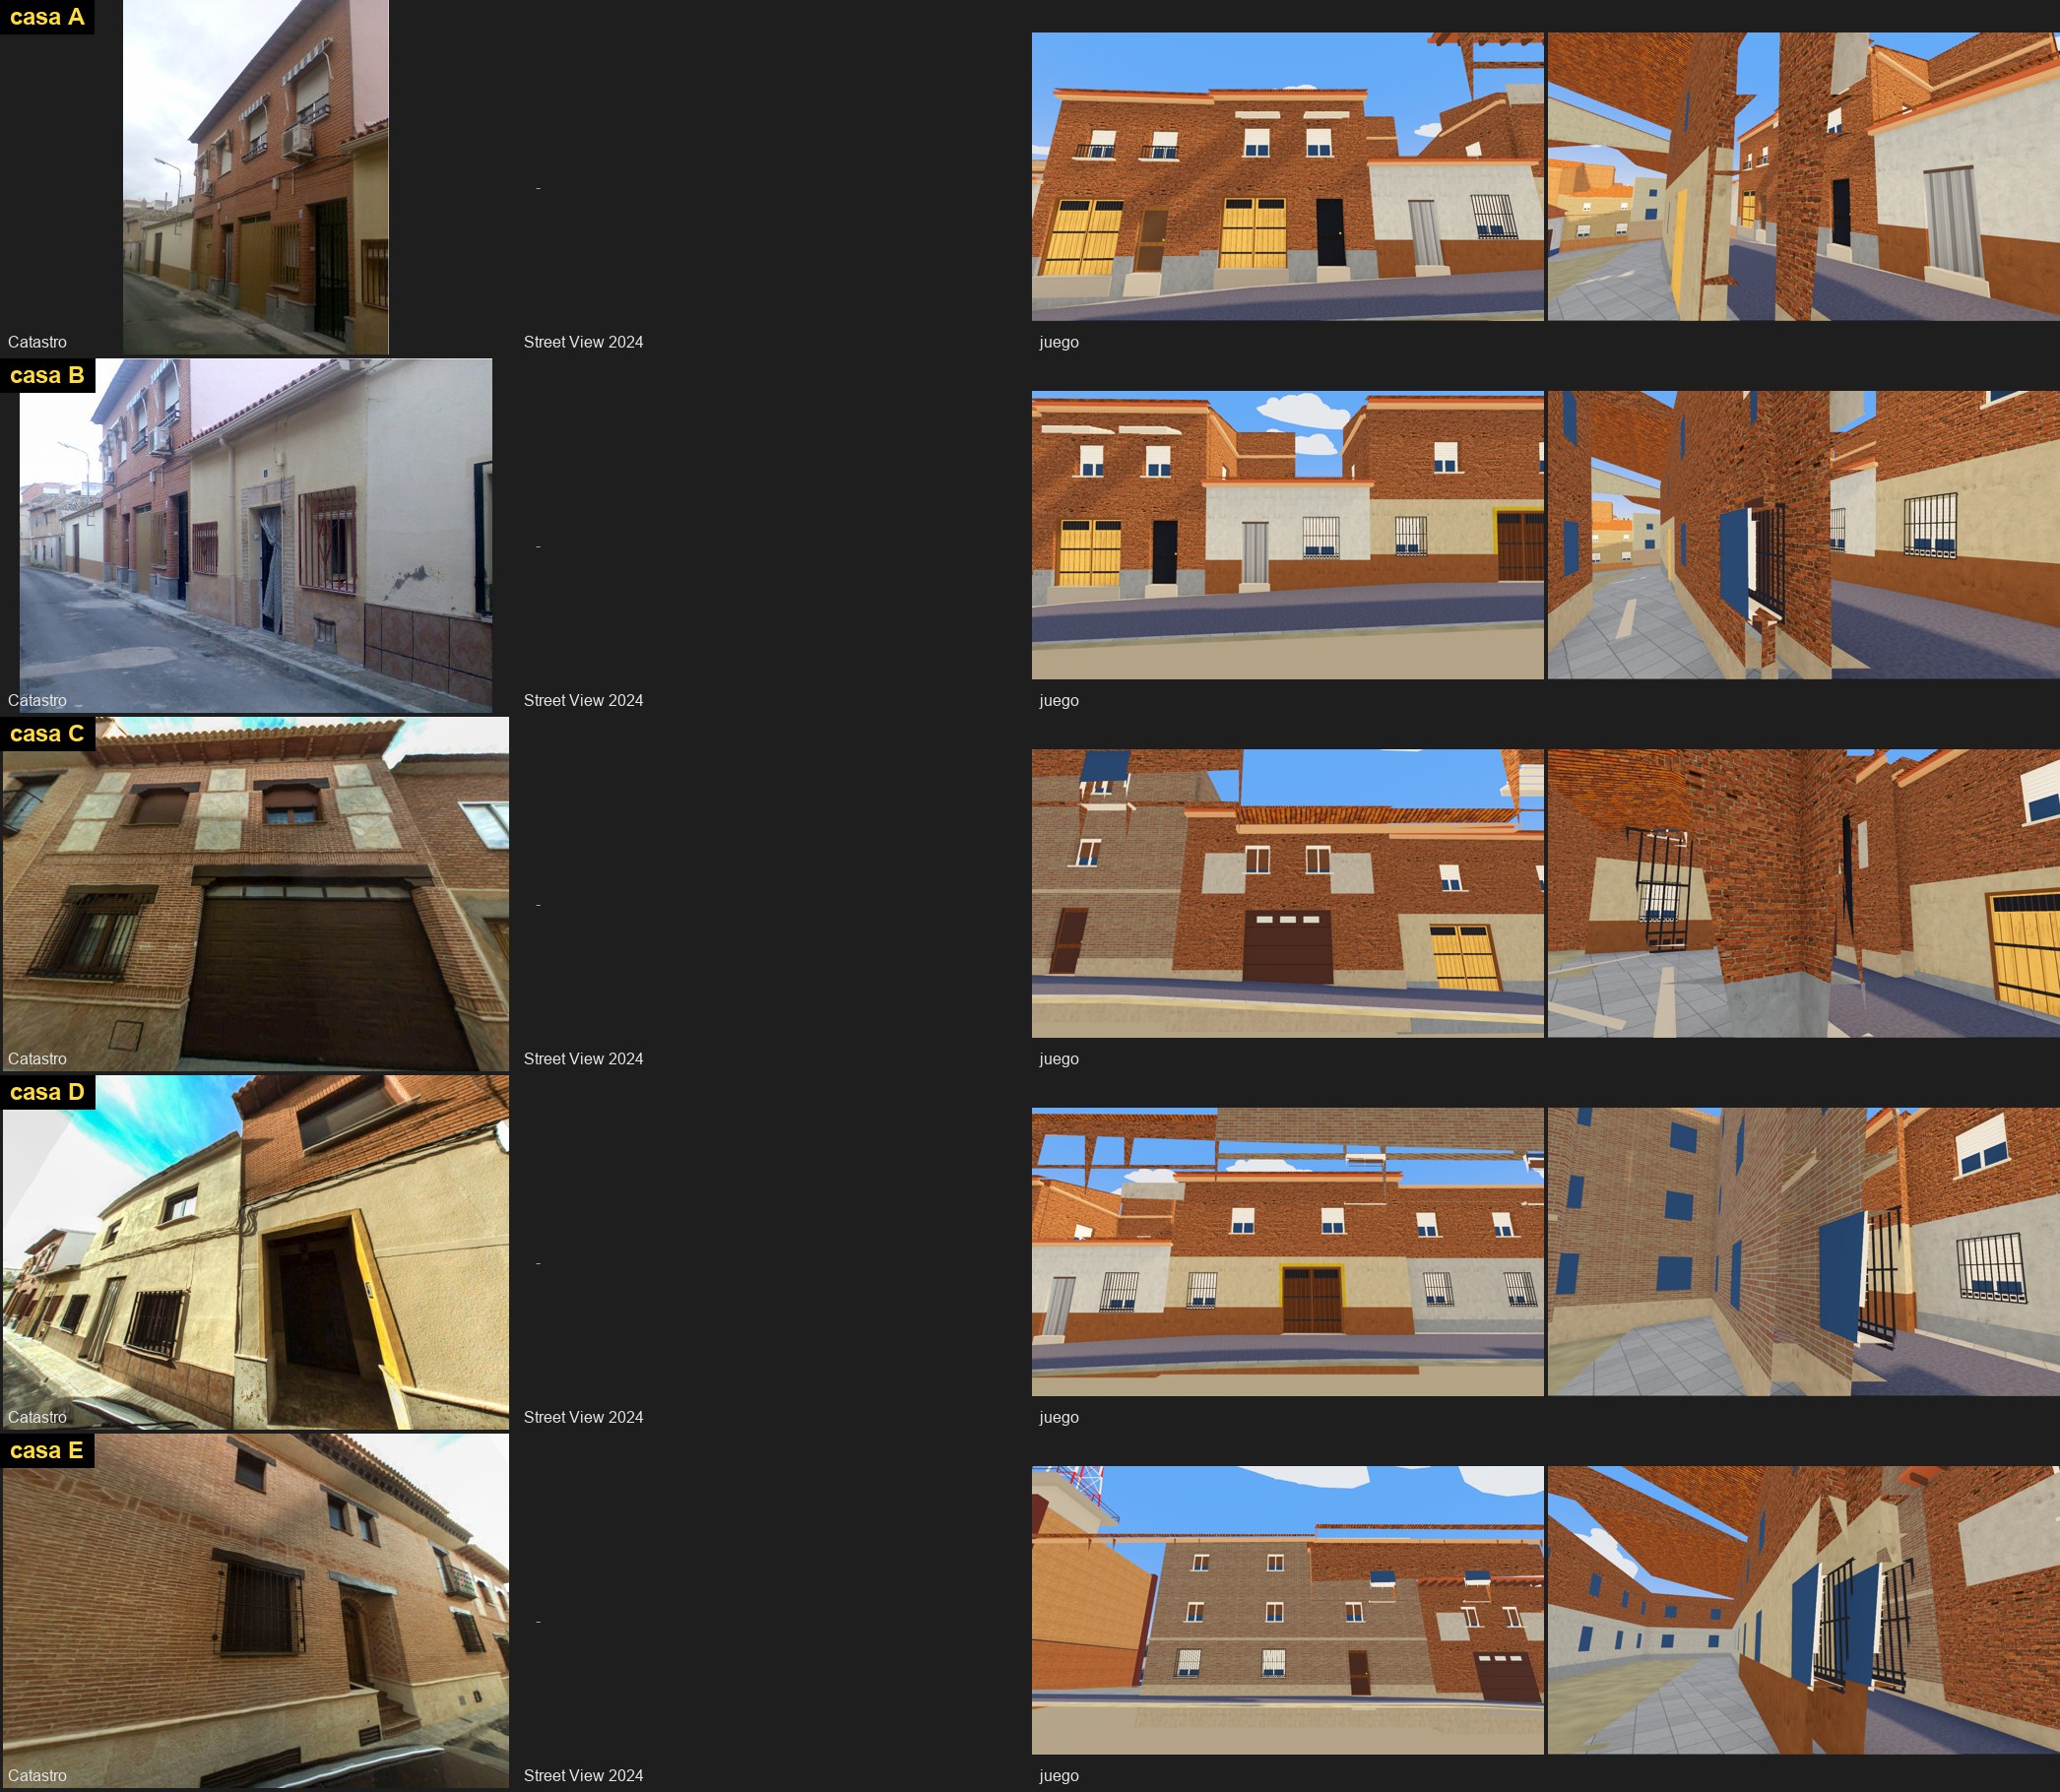 casa A
-
Catastro
Street View 2024
juego
casa B
-
Catastro
Street View 2024
juego
casa C
-
Catastro
Street View 2024
juego
casa D
-
Catastro
Street View 2024
juego
casa E
-
Catastro
Street View 2024
juego